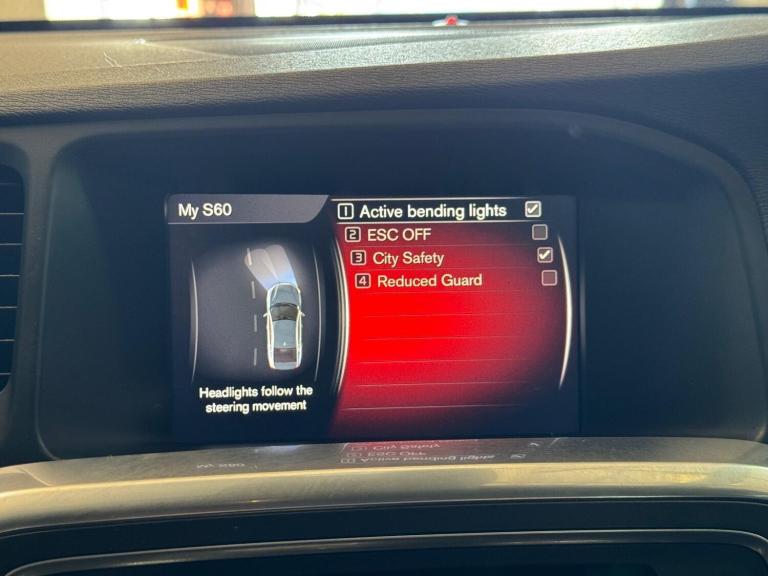 My S60
1 Active bending lights
2 ESC OFF
3 City Safety
4 Reduced Guard
Headlights follow the
steering movement